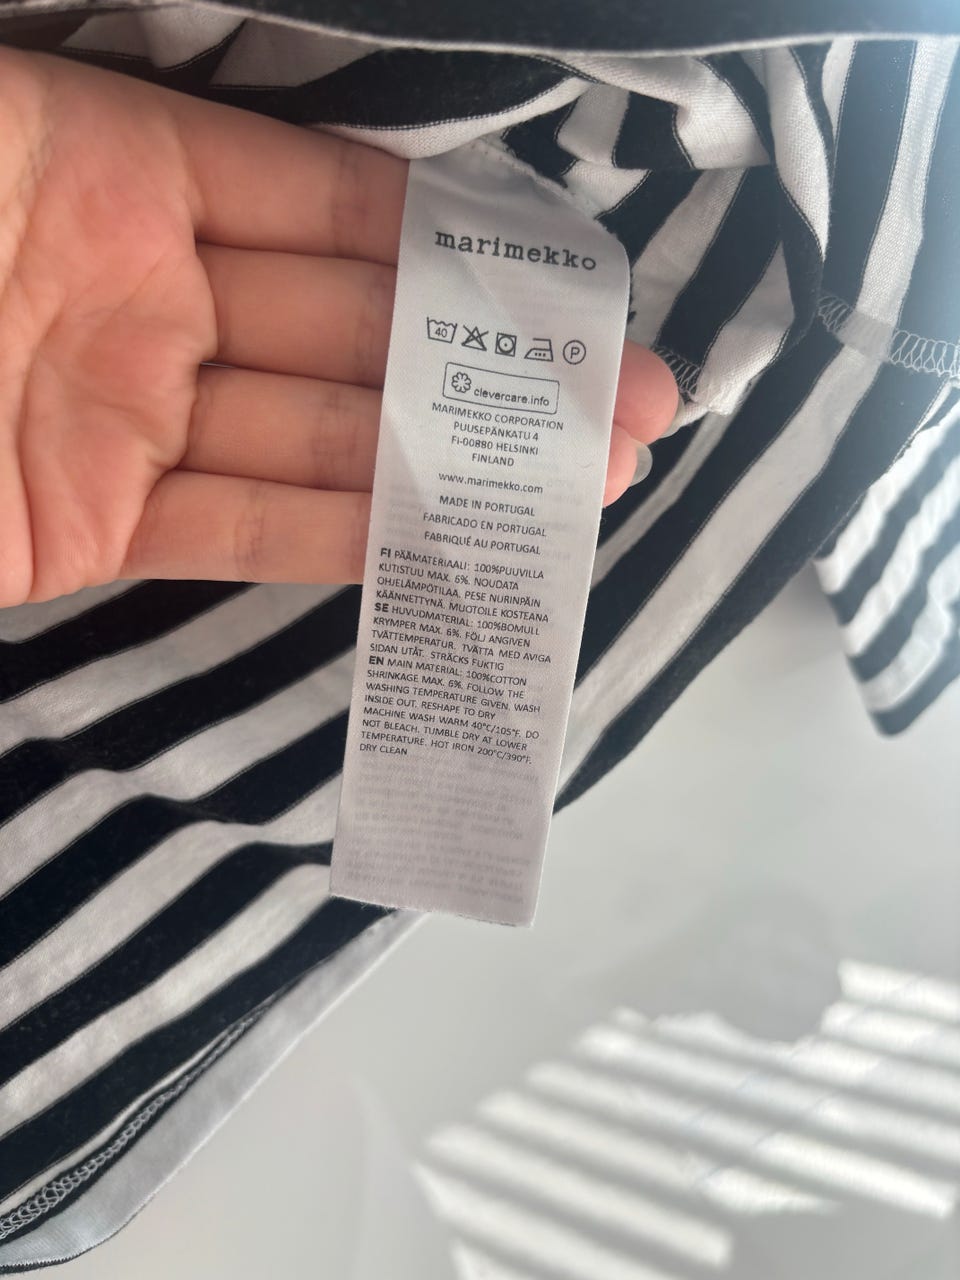 marimekko
40
P
clevercare.info
MARIMEKKO CORPORATION
PUUSEPÄNKATU 4
FI-00880 HELSINKI
FINLAND
www.marimekko.com
MADE IN PORTUGAL
FABRICADO EN PORTUGAL
FABRIQUÉ AU PORTUGAL
FI PÄÄMATERIAALI: 100%PUUVILLA
KUTISTUU MAX. 6%. NOUDATA
OHJELÄMPÖTILAA. PESE NURINPÄIN
KÄÄNNETTYNÄ. MUOTOILE KOSTEANA
SE HUVUDMATERIAL: 100%BOMULL
KRYMPER MAX. 6%. FÖLJ ANGIVEN
TVÄTTEMPERATUR. TVÄTTA MED AVIGA
SIDAN UTÅT. STRÄCKS FUKTIG
EN MAIN MATERIAL: 100%COTTON
SHRINKAGE MAX. 6%. FOLLOW THE
WASHING TEMPERATURE GIVEN. WASH
INSIDE OUT. RESHAPE TO DRY
MACHINE WASH WARM 40°C/105°F. DO
NOT BLEACH. TUMBLE DRY AT LOWER
TEMPERATURE. HOT IRON 200°C/390°F.
DRY CLEAN